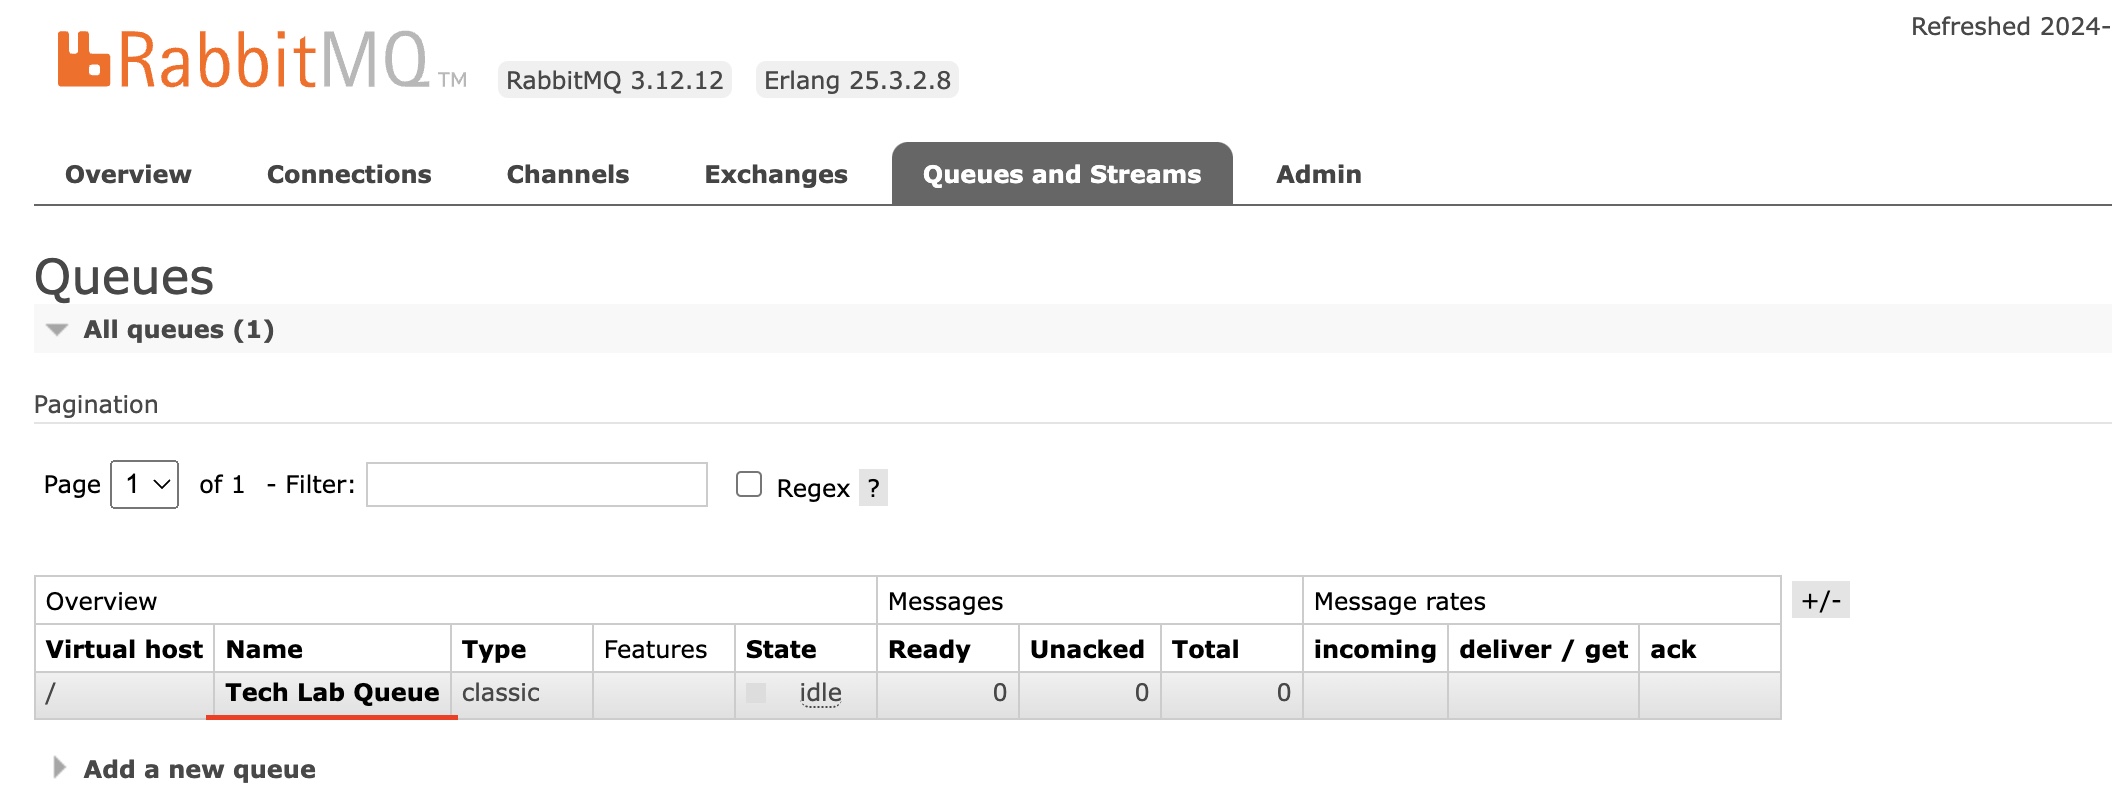 Refreshed 2024-
RabbitMQ TM
RabbitMQ 3.12.12 Erlang 25.3.2.8
Overview Connections Channels Exchanges Queues and Streams Admin
Queues
All queues (1)
Pagination
Page 1 of 1 - Filter: Regex ?
Overview Messages Message rates +/-
Virtual host Name Type Features State Ready Unacked Total incoming deliver / get ack
/ Tech Lab Queue classic idle 0 0 0
Add a new queue